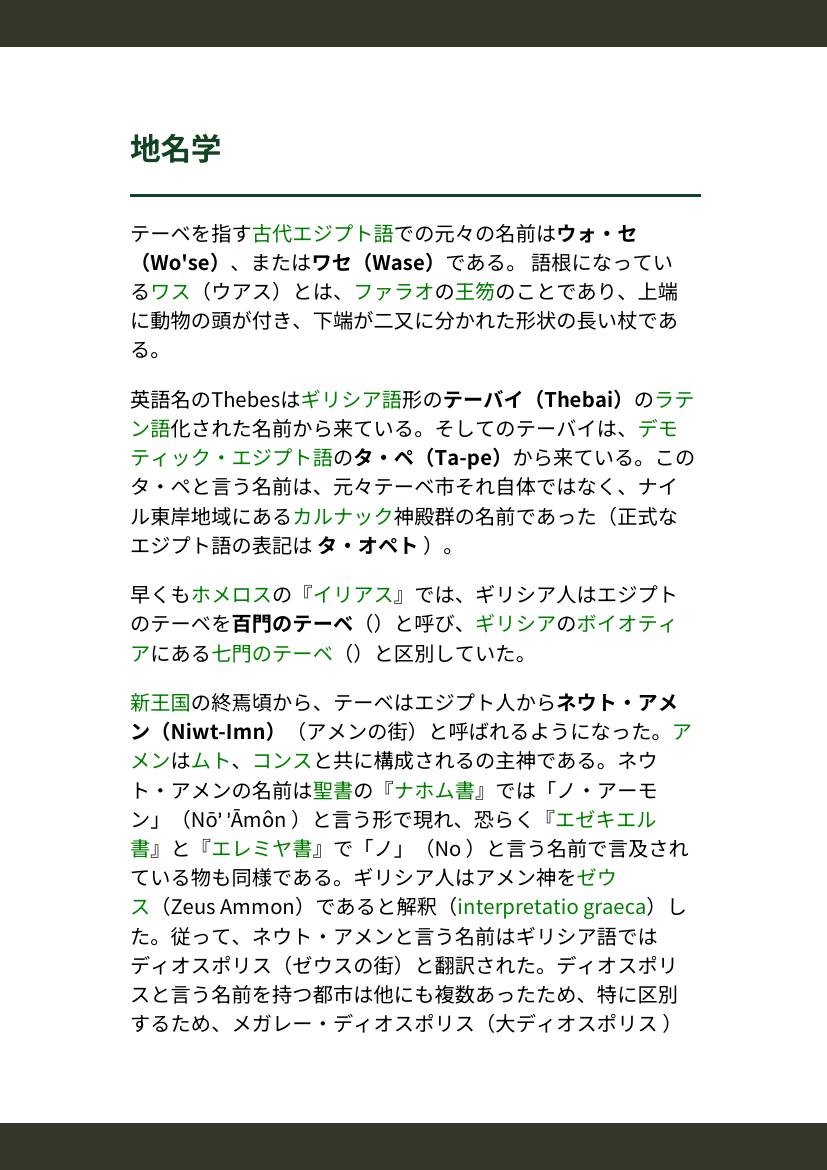 地名学
テーベを指す古代エジプト語での元々の名前はウォ・セ
（Wo'se）、またはワセ（Wase）である。 語根になってい
るワス（ウアス）とは、ファラオの王笏のことであり、上端
に動物の頭が付き、下端が二又に分かれた形状の長い杖であ
る。
英語名のThebesはギリシア語形のテーバイ（Thebai）のラテ
ン語化された名前から来ている。そしてのテーバイは、デモ
ティック・エジプト語のタ・ペ（Ta-pe）から来ている。この
タ・ペと言う名前は、元々テーベ市それ自体ではなく、ナイ
ル東岸地域にあるカルナック神殿群の名前であった（正式な
エジプト語の表記は タ・オペト ）。
早くもホメロスの『イリアス』では、ギリシア人はエジプト
のテーベを百門のテーベ（）と呼び、ギリシアのボイオティ
アにある七門のテーベ（）と区別していた。
新王国の終焉頃から、テーベはエジプト人からネウト・アメ
ン（Niwt-Imn）（アメンの街）と呼ばれるようになった。ア
メンはムト、コンスと共に構成されるの主神である。ネウ
ト・アメンの名前は聖書の『ナホム書』では「ノ・アーモ
ン」（Nō’ ’Āmôn ）と言う形で現れ、恐らく『エゼキエル
書』と『エレミヤ書』で「ノ」（No ）と言う名前で言及され
ている物も同様である。ギリシア人はアメン神をゼウ
ス（Zeus Ammon）であると解釈（interpretatio graeca）し
た。従って、ネウト・アメンと言う名前はギリシア語では
ディオスポリス（ゼウスの街）と翻訳された。ディオスポリ
スと言う名前を持つ都市は他にも複数あったため、特に区別
するため、メガレー・ディオスポリス（大ディオスポリス ）